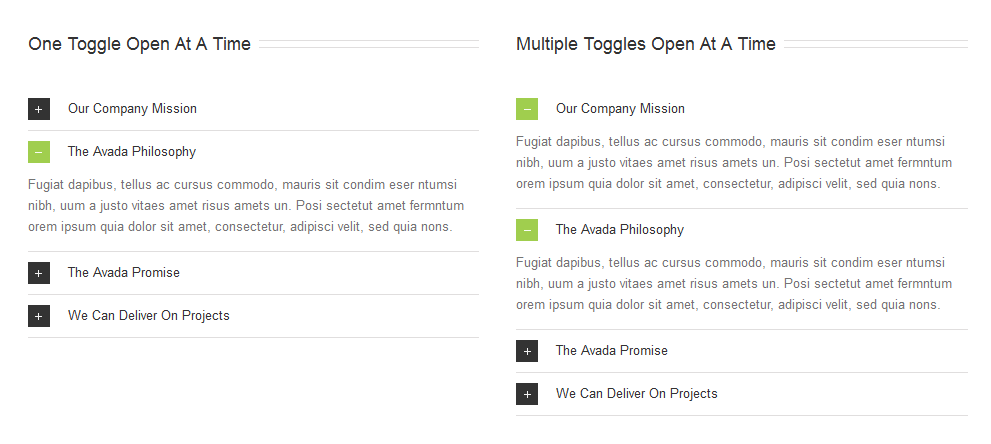 One Toggle Open At A Time
Our Company Mission
The Avada Philosophy
Fugiat dapibus, tellus ac cursus commodo, mauris sit condim eser ntumsi
nibh, uum a justo vitaes amet risus amets un. Posi sectetut amet fermntum
orem ipsum quia dolor sit amet, consectetur, adipisci velit, sed quia nons.
The Avada Promise
We Can Deliver On Projects
Multiple Toggles Open At A Time
Our Company Mission
Fugiat dapibus, tellus ac cursus commodo, mauris sit condim eser ntumsi
nibh, uum a justo vitaes amet risus amets un. Posi sectetut amet fermntum
orem ipsum quia dolor sit amet, consectetur, adipisci velit, sed quia nons.
The Avada Philosophy
Fugiat dapibus, tellus ac cursus commodo, mauris sit condim eser ntumsi
nibh, uum a justo vitaes amet risus amets un. Posi sectetut amet fermntum
orem ipsum quia dolor sit amet, consectetur, adipisci velit, sed quia nons.
The Avada Promise
We Can Deliver On Projects